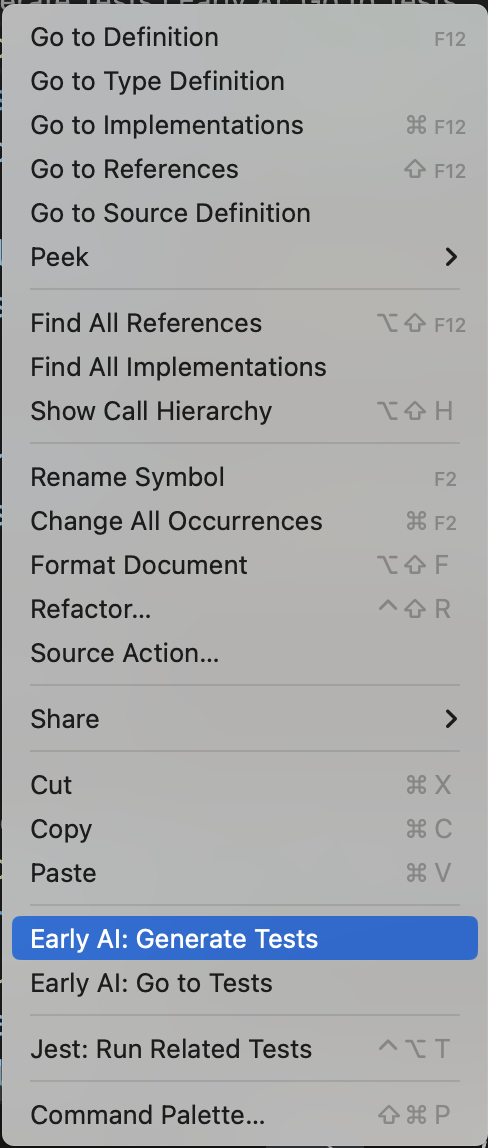 Go to Definition F12
Go to Type Definition
Go to Implementations ⌘ F12
Go to References ⇧ F12
Go to Source Definition
Peek
Find All References ⌥⇧ F12
Find All Implementations
Show Call Hierarchy ⌥⇧ H
Rename Symbol F2
Change All Occurrences ⌘ F2
Format Document ⌥⇧ F
Refactor... ^⇧ R
Source Action...
Share
Cut ⌘ X
Copy ⌘ C
Paste ⌘ V
Early AI: Generate Tests
Early AI: Go to Tests
Jest: Run Related Tests ^⌥ T
Command Palette... ⇧⌘ P